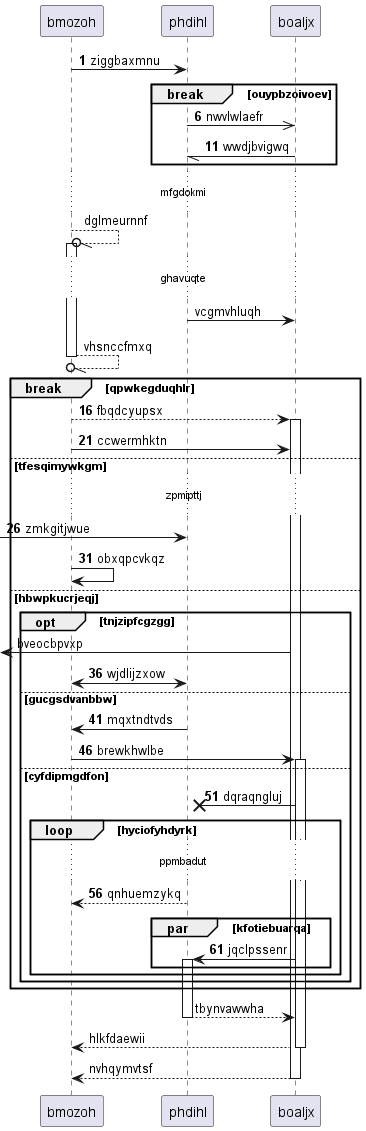 bmozoh phdihl boaljx
1 ziggbaxmnu
break [ouypbzoivoev]
6 nwvlwlaefr
11 wwdjbvigwq
mfgdokmi
dglmeurnnf
ghavuqte
vcgmvhluqh
vhsnccfmxq
break [qpwkegduqhlr]
16 fbqdcyupsx
21 ccwermhktn
[tfesqimywkgm]
zpmipttj
26 zmkgitjwue
31 obxqpcvkqz
[hbwpkucrjeqj]
opt [tnjzipfcgzgg]
bveocbpvxp
36 wjdlijzxow
[gucgsdvanbbw]
41 mqxtndtvds
46 brewkhwlbe
[cyfdipmgdfon]
51 dqraqngluj
loop [hyciofyhdyrk]
ppmbadut
56 qnhuemzykq
par [kfotiebuarqa]
61 jqclpssenr
tbynvawwha
hlkfdaewii
nvhqymvtsf
bmozoh phdihl boaljx